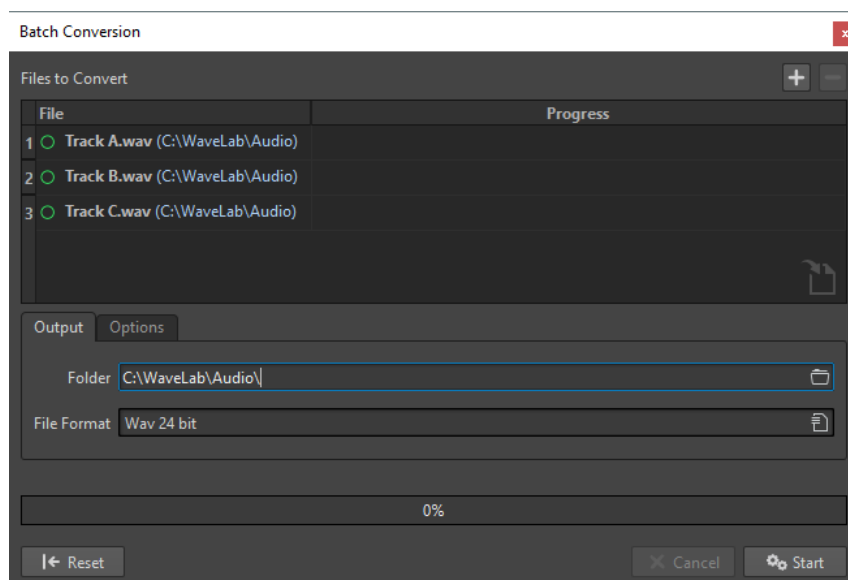 Batch Conversion
x
Files to Convert
File Progress
1 Track A.wav (C:\WaveLab\Audio)
2 Track B.wav (C:\WaveLab\Audio)
3 Track C.wav (C:\WaveLab\Audio)
Output Options
Folder C:\WaveLab\Audio\
File Format Wav 24 bit
0%
Reset Cancel Start